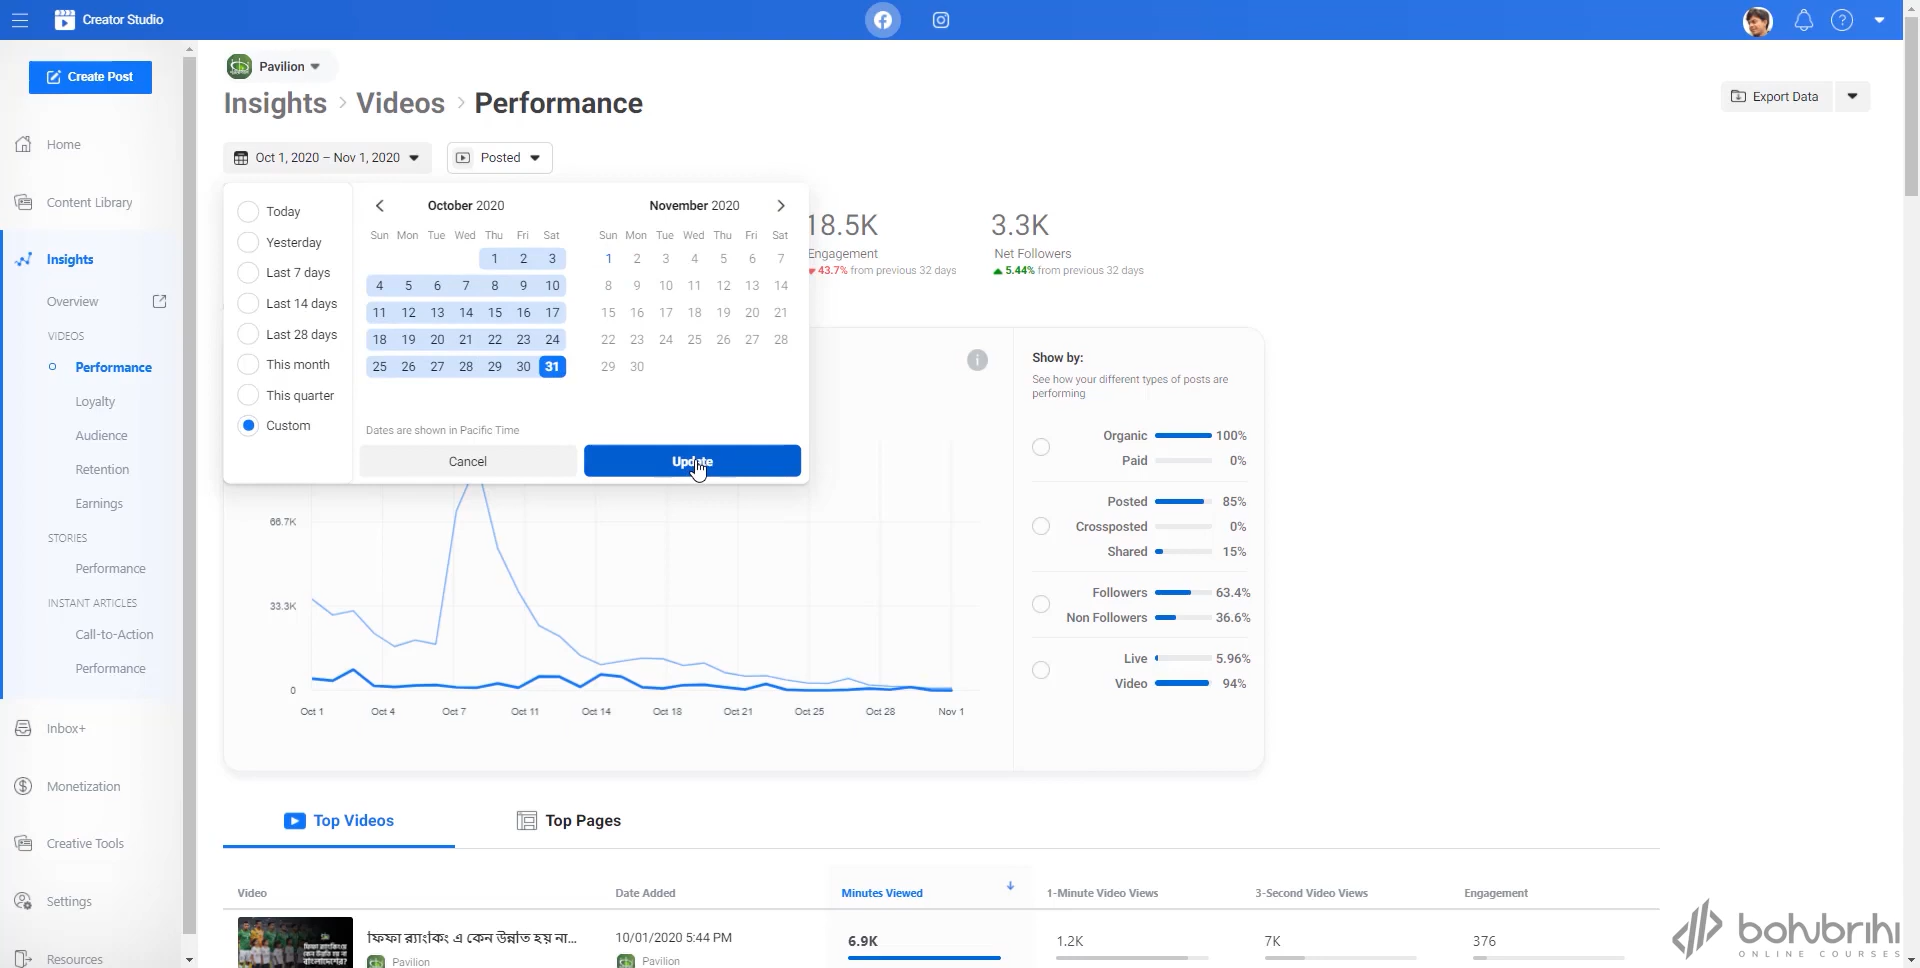 Creator Studio
Create Post
Home
Content Library
Insights
Overview
VIDEOS
Performance
Loyalty
Audience
Retention
Earnings
STORIES
Performance
INSTANT ARTICLES
Call-to-Action
Performance
Inbox+
Monetization
Creative Tools
Settings
Resources
Pavilion
Insights > Videos > Performance
Export Data
Oct 1, 2020 – Nov 1, 2020
Posted
Today
Yesterday
Last 7 days
Last 14 days
Last 28 days
This month
This quarter
Custom
October 2020
Sun Mon Tue Wed Thu Fri Sat
1 2 3
4 5 6 7 8 9 10
11 12 13 14 15 16 17
18 19 20 21 22 23 24
25 26 27 28 29 30 31
November 2020
Sun Mon Tue Wed Thu Fri Sat
1 2 3 4 5 6 7
8 9 10 11 12 13 14
15 16 17 18 19 20 21
22 23 24 25 26 27 28
29 30
Dates are shown in Pacific Time
Cancel
Update
18.5K
Engagement
43.7% from previous 32 days
3.3K
Net Followers
5.44% from previous 32 days
66.7K
33.3K
0
Oct 1 Oct 4 Oct 7 Oct 11 Oct 14 Oct 18 Oct 21 Oct 25 Oct 28 Nov 1
Show by:
See how your different types of posts are
performing
Organic 100%
Paid 0%
Posted 85%
Crossposted 0%
Shared 15%
Followers 63.4%
Non Followers 36.6%
Live 5.96%
Video 94%
Top Videos
Top Pages
Video Date Added Minutes Viewed 1-Minute Video Views 3-Second Video Views Engagement
ফিফা র‍্যাংকিং এ কেন উন্নতি হয় না...
Pavilion
10/01/2020 5:44 PM
Pavilion
6.9K
1.2K
7K
376
bohubrihi
ONLINE COURSES